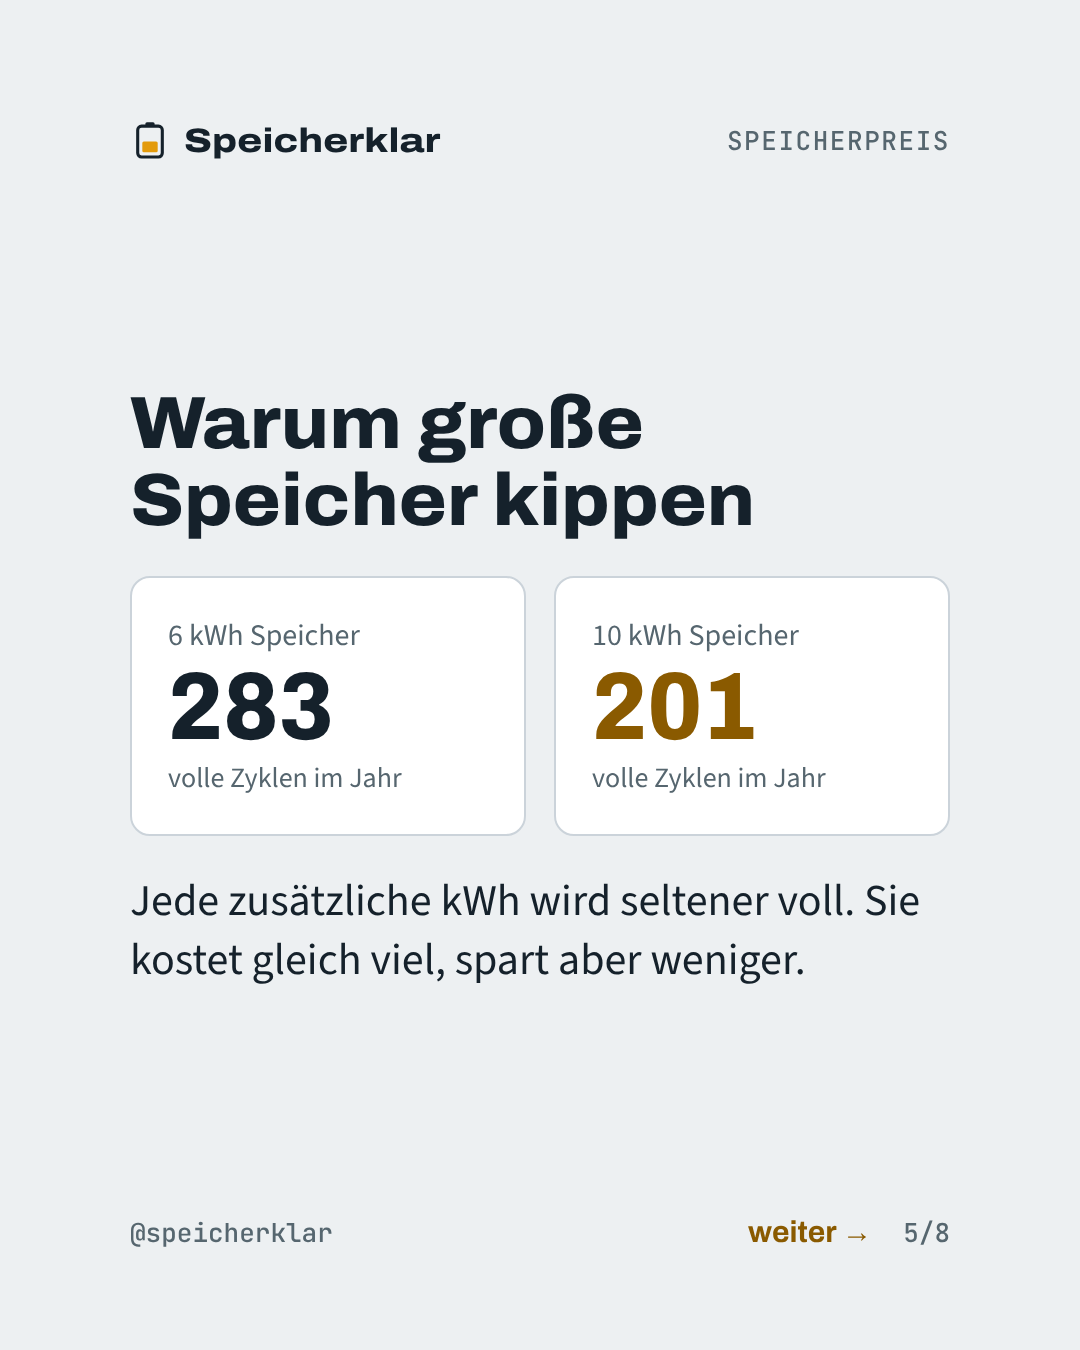 Speicherklar
SPEICHERPREIS
Warum große
Speicher kippen
6 kWh Speicher
283
volle Zyklen im Jahr
10 kWh Speicher
201
volle Zyklen im Jahr
Jede zusätzliche kWh wird seltener voll. Sie
kostet gleich viel, spart aber weniger.
@speicherklar
weiter →
5/8